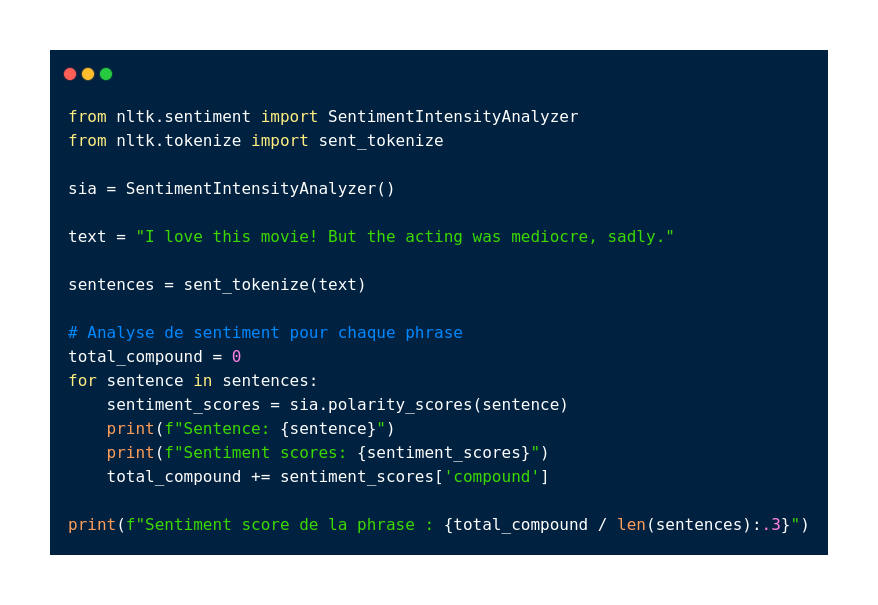 from nltk.sentiment import SentimentIntensityAnalyzer
from nltk.tokenize import sent_tokenize

sia = SentimentIntensityAnalyzer()

text = "I love this movie! But the acting was mediocre, sadly."

sentences = sent_tokenize(text)

# Analyse de sentiment pour chaque phrase
total_compound = 0
for sentence in sentences:
    sentiment_scores = sia.polarity_scores(sentence)
    print(f"Sentence: {sentence}")
    print(f"Sentiment scores: {sentiment_scores}")
    total_compound += sentiment_scores['compound']

print(f"Sentiment score de la phrase : {total_compound / len(sentences):.3}")